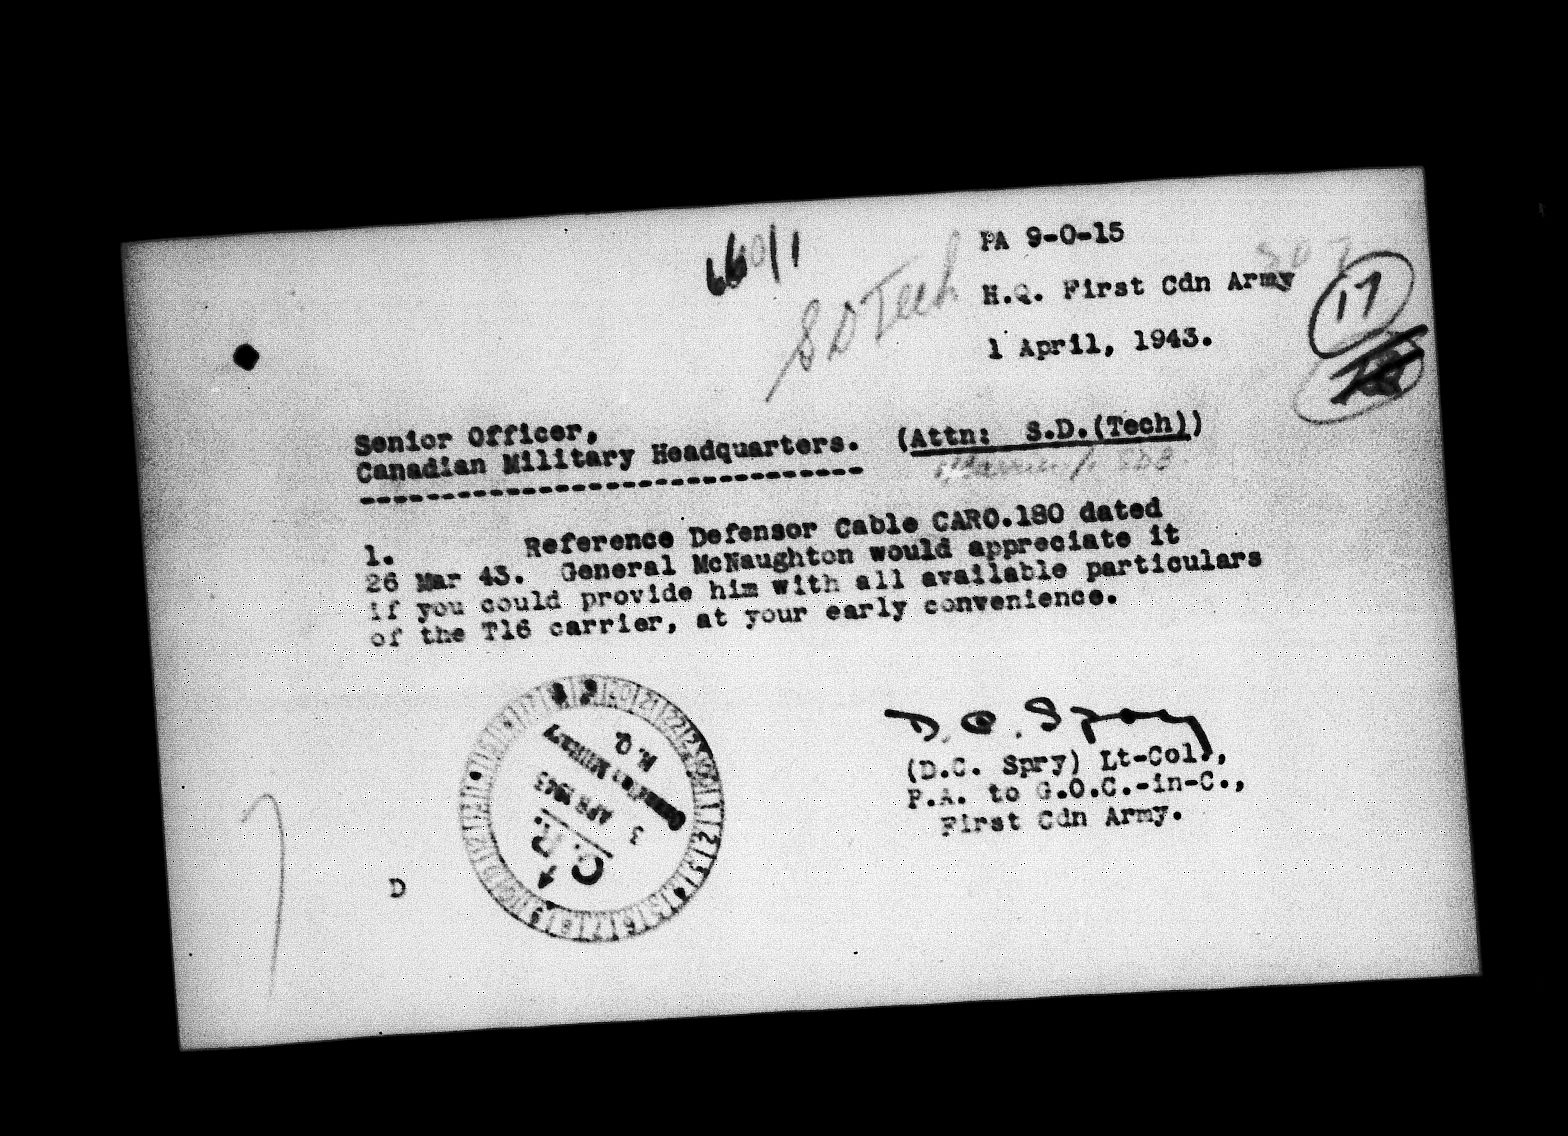 PA 9-0-15
S D Tech
H.Q. First Cdn Army
17
1 April, 1943.
Senior Officer,
Canadian Military Headquarters. (Attn: S.D.(Tech))
1. Reference Defensor Cable CARO.180 dated
26 Mar 43. General McNaughton would appreciate it
if you could provide him with all available particulars
of the T16 carrier, at your early convenience.
D.C. Spry
(D.C. Spry) Lt-Col.,
P.A. to G.O.C.-in-C.,
First Cdn Army.
C.R.
3 APR 1943
Canadian Military
H.Q.
D